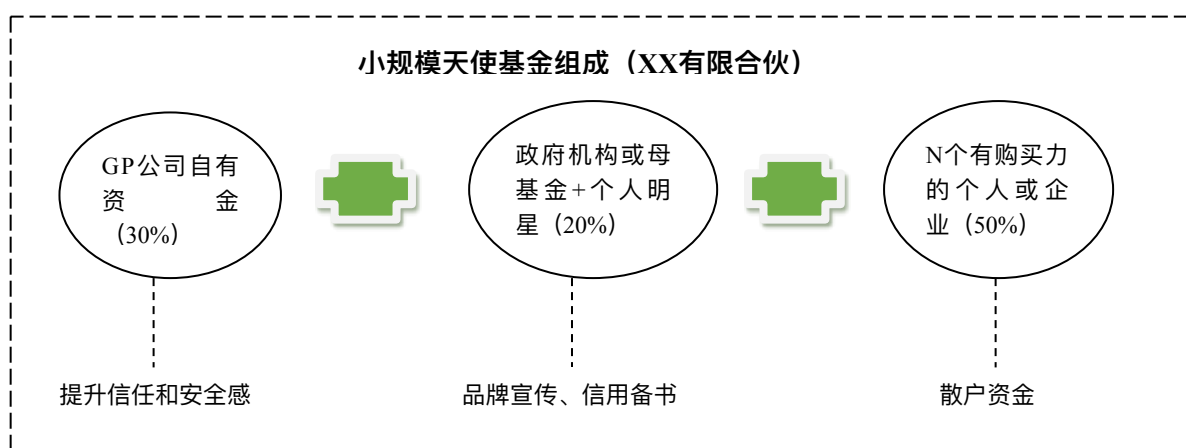 小规模天使基金组成（XX有限合伙）
GP公司自有
资金
（30%）
政府机构或母
基金+个人明
星（20%）
N个有购买力
的个人或企
业（50%）
提升信任和安全感
品牌宣传、信用备书
散户资金